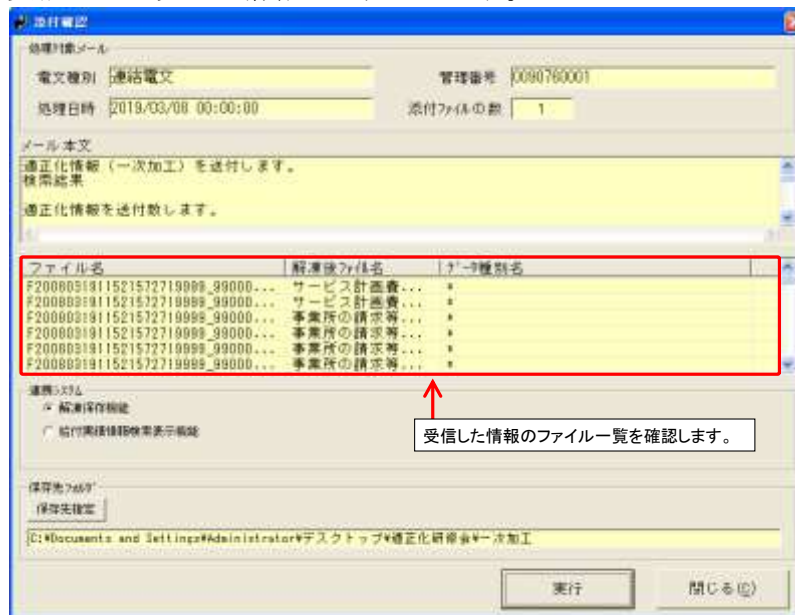 添付確認
処理対象メール
電文種別 連絡電文 管理番号 0090760001
処理日時 2019/03/08 00:00:00 添付ファイルの数 1
メール本文
適正化情報（一次加工）を送付します。
検索結果
適正化情報を送付致します。
ファイル名 解凍後ファイル名 データ種別名
F20080319115215727199999_99000... サービス計画費... *
F20080319115215727199999_99000... サービス計画費... *
F20080319115215727199999_99000... 事業所の請求等... *
F20080319115215727199999_99000... 事業所の請求等... *
F20080319115215727199999_99000... 事業所の請求等... *
連携システム
解凍保存機能
給付実績情報検索表示機能
受信した情報のファイル一覧を確認します。
保存先フォルダ
保存先指定
C:¥Documents and Settings¥Administrator¥デスクトップ¥適正化研修会¥一次加工
実行 閉じる(C)